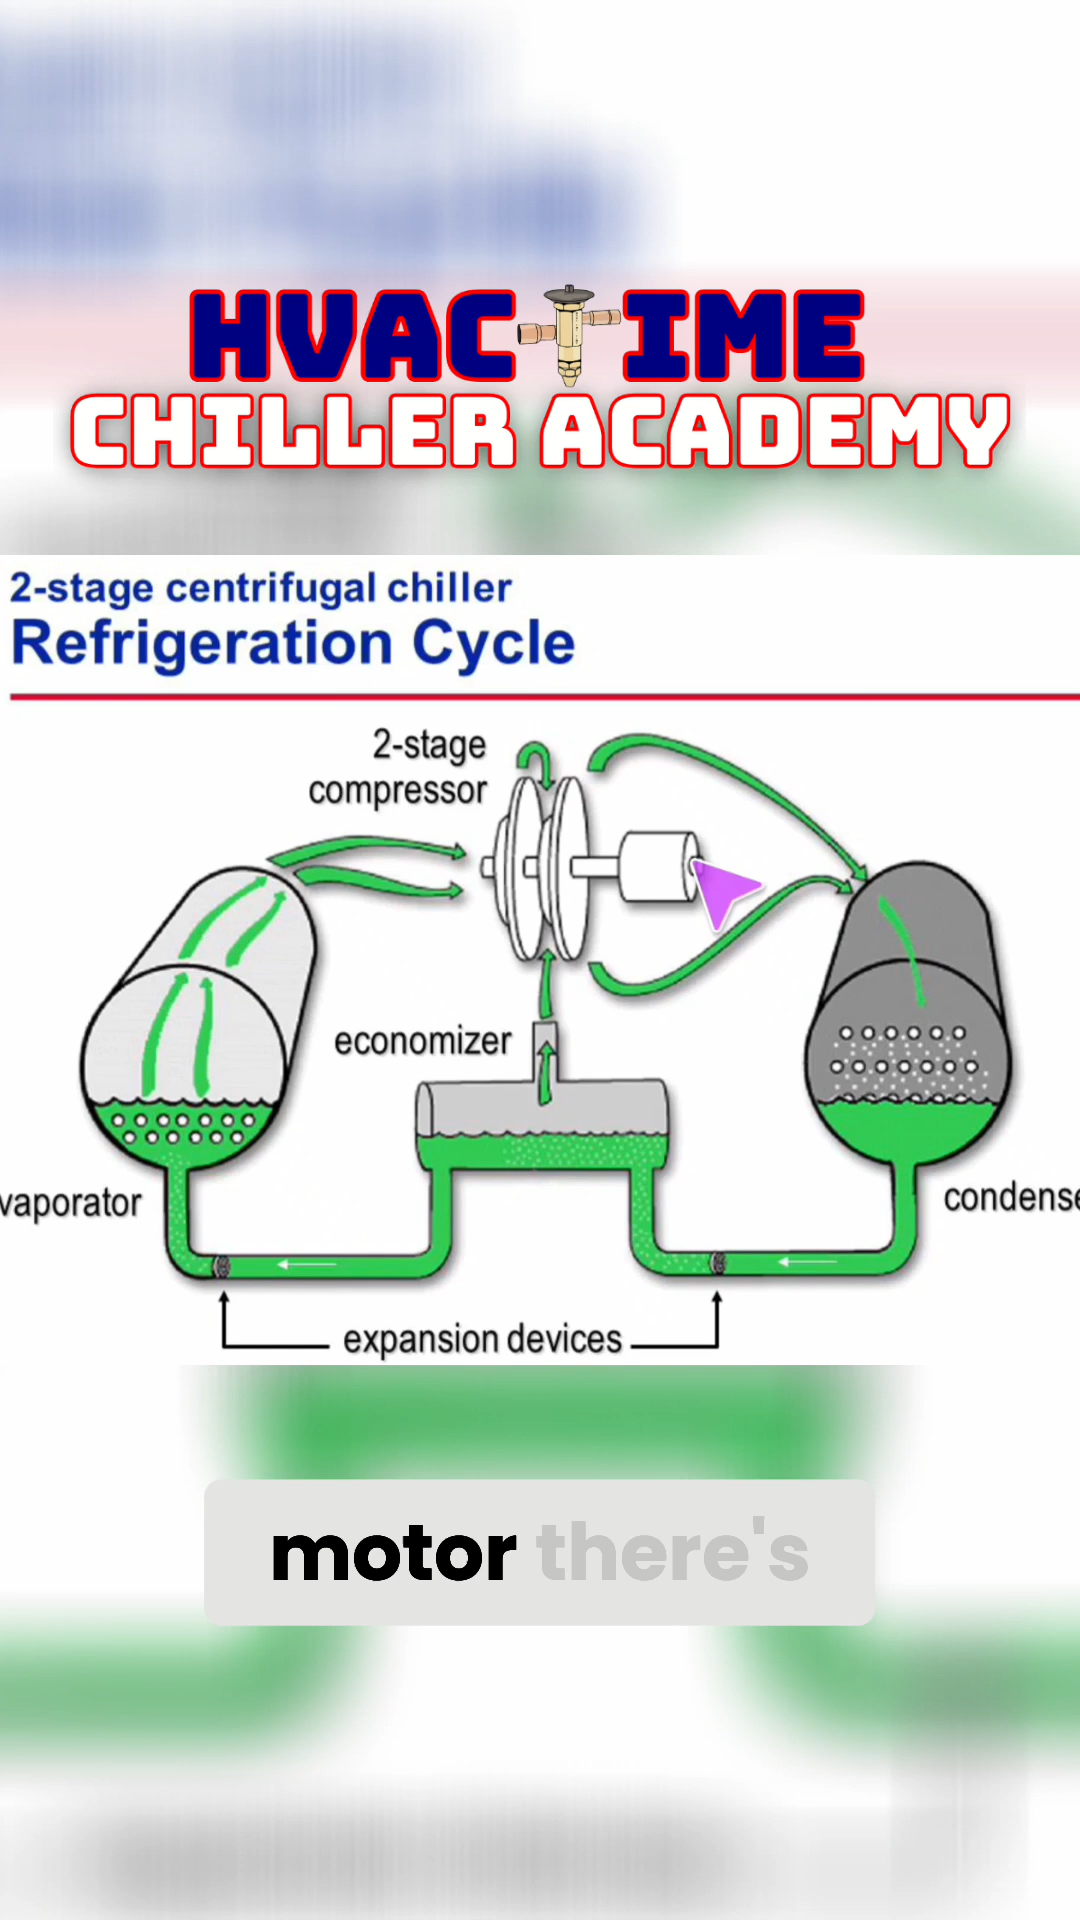 HVAC IME
CHILLER ACADEMY
2-stage centrifugal chiller
Refrigeration Cycle
2-stage
compressor
economizer
vaporator
condense
expansion devices
motor there's